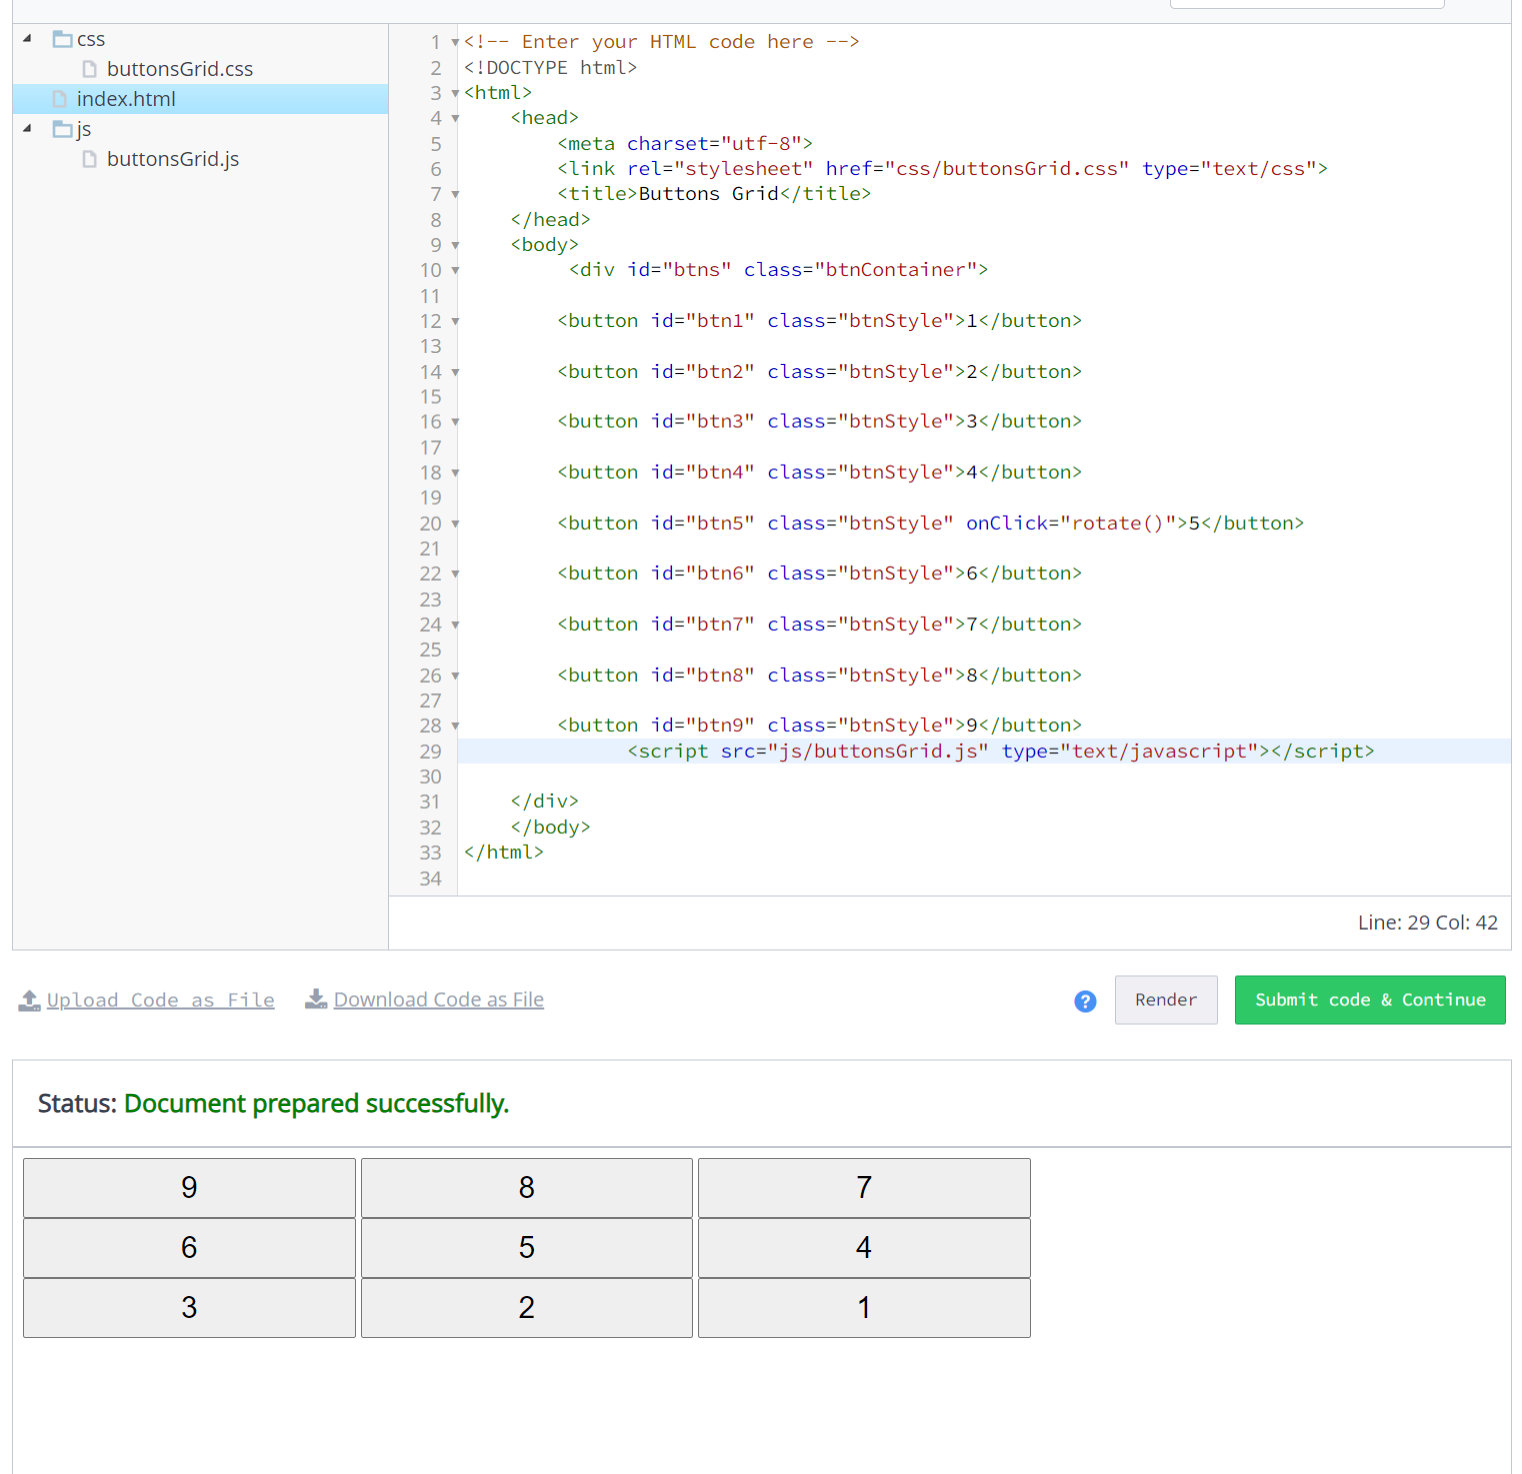 css
buttonsGrid.css
index.html
js
buttonsGrid.js
1 <!-- Enter your HTML code here -->
2 <!DOCTYPE html>
3 <html>
4     <head>
5         <meta charset="utf-8">
6         <link rel="stylesheet" href="css/buttonsGrid.css" type="text/css">
7         <title>Buttons Grid</title>
8     </head>
9     <body>
10          <div id="btns" class="btnContainer">
11
12         <button id="btn1" class="btnStyle">1</button>
13
14         <button id="btn2" class="btnStyle">2</button>
15
16         <button id="btn3" class="btnStyle">3</button>
17
18         <button id="btn4" class="btnStyle">4</button>
19
20         <button id="btn5" class="btnStyle" onClick="rotate()">5</button>
21
22         <button id="btn6" class="btnStyle">6</button>
23
24         <button id="btn7" class="btnStyle">7</button>
25
26         <button id="btn8" class="btnStyle">8</button>
27
28         <button id="btn9" class="btnStyle">9</button>
29               <script src="js/buttonsGrid.js" type="text/javascript"></script>
30
31     </div>
32     </body>
33 </html>
34
Line: 29 Col: 42
Upload Code as File Download Code as File ? Render Submit code & Continue
Status: Document prepared successfully.
9 8 7
6 5 4
3 2 1